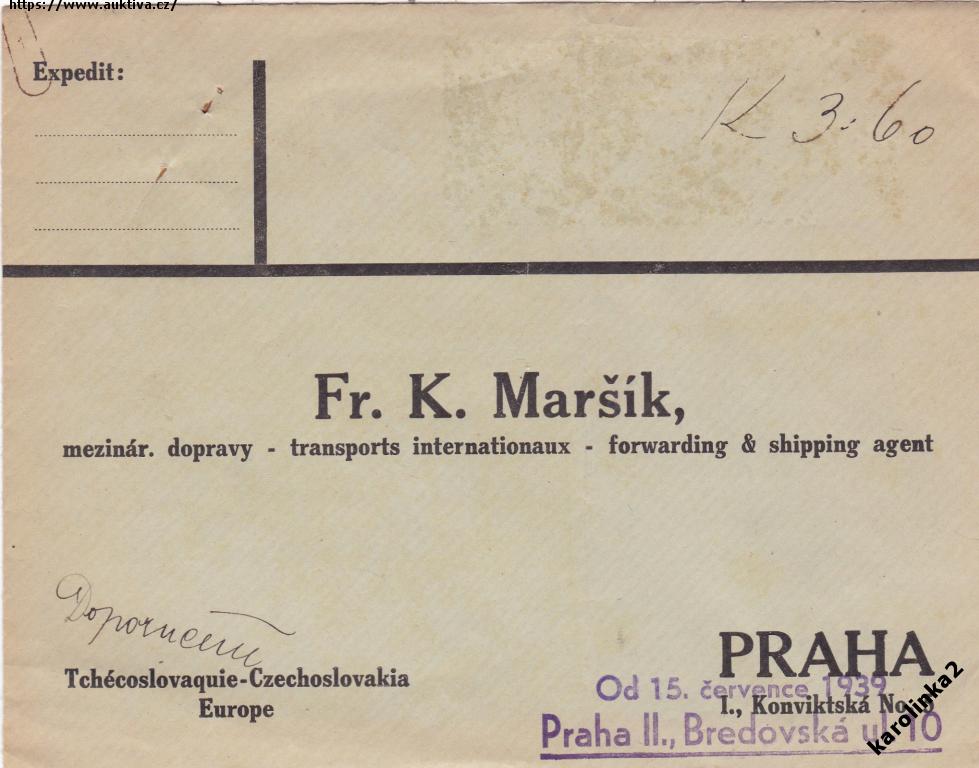 https://www.auktiva.cz/
Expedit:
K 3:60
Fr. K. Maršík,
mezinár. dopravy - transports internationaux - forwarding & shipping agent
Doporučeně
Tchécoslovaquie-Czechoslovakia
Europe
PRAHA
Od 15. července 1939
I., Konviktská No.
Praha II., Bredovská ul. 10
karolinka2